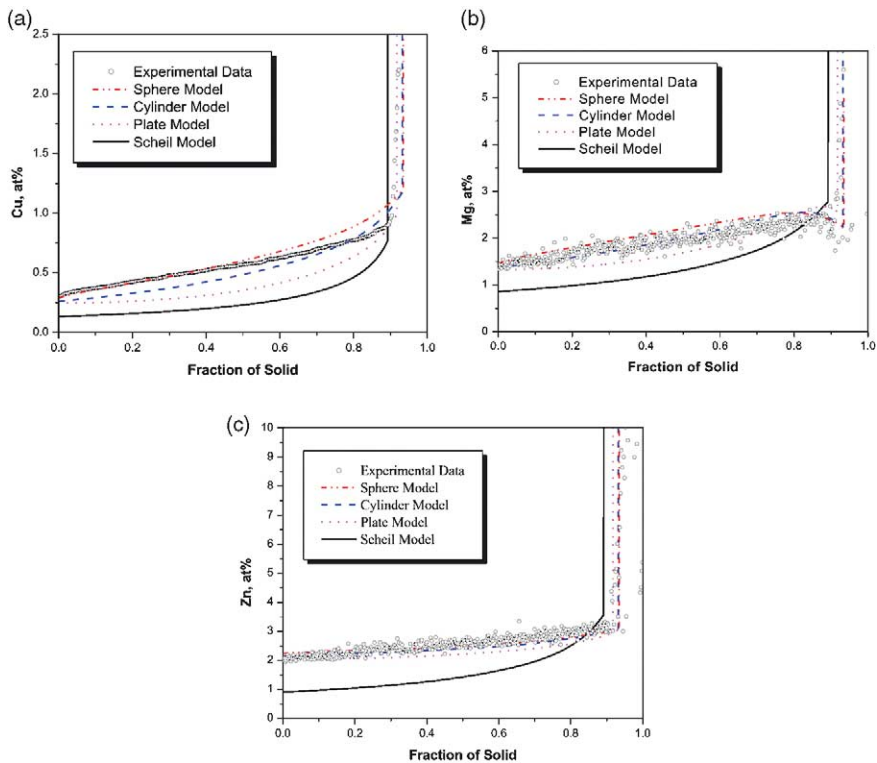 (a)
2.5
2.0
1.5
1.0
0.5
0.0
Cu, at%
Experimental Data
Sphere Model
Cylinder Model
Plate Model
Scheil Model
0.0 0.2 0.4 0.6 0.8 1.0
Fraction of Solid
(b)
6
5
4
3
2
1
0
Mg, at%
Experimental Data
Sphere Model
Cylinder Model
Plate Model
Scheil Model
0.0 0.2 0.4 0.6 0.8 1.0
Fraction of Solid
(c)
10
9
8
7
6
5
4
3
2
1
0
Zn, at%
Experimental Data
Sphere Model
Cylinder Model
Plate Model
Scheil Model
0.0 0.2 0.4 0.6 0.8 1.0
Fraction of Solid